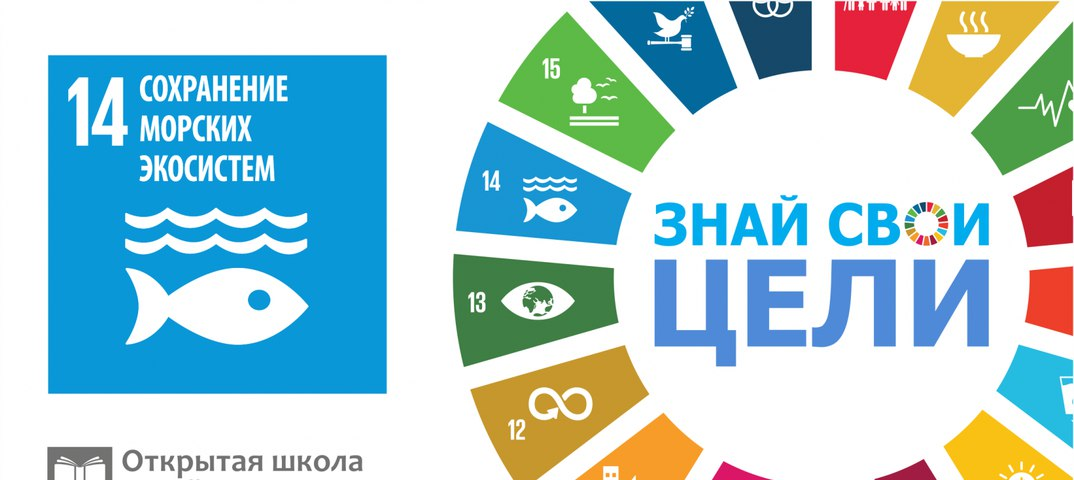 14
СОХРАНЕНИЕ
МОРСКИХ
ЭКОСИСТЕМ
Открытая школа
15
14
13
12
ЗНАЙ СВОИ
ЦЕЛИ